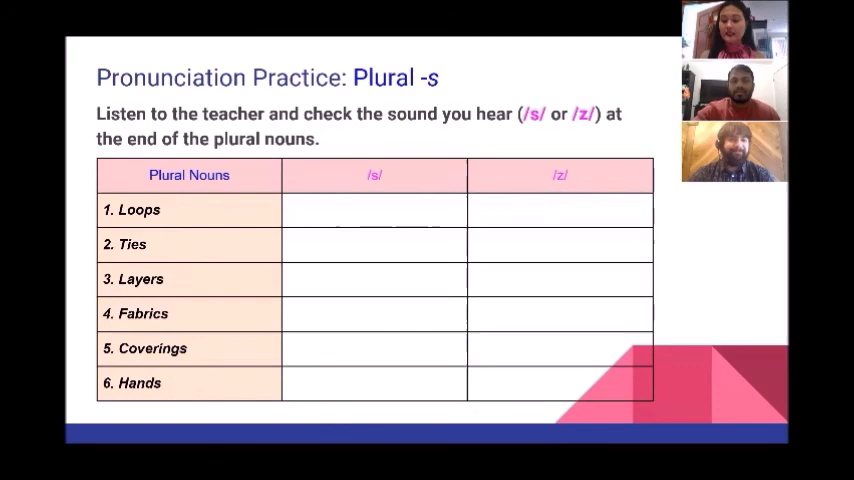 Pronunciation Practice: Plural -s
Listen to the teacher and check the sound you hear (/s/ or /z/) at
the end of the plural nouns.
Plural Nouns /s/ /z/
1. Loops
2. Ties
3. Layers
4. Fabrics
5. Coverings
6. Hands